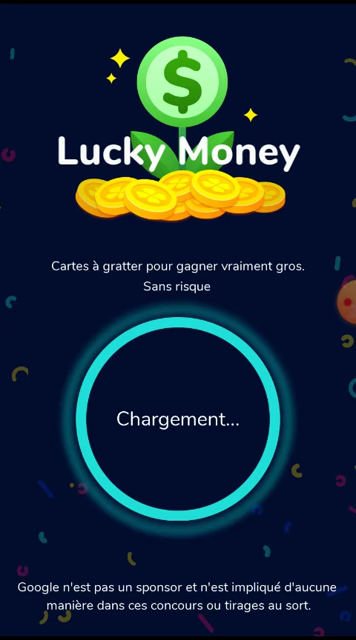 Lucky Money
Cartes à gratter pour gagner vraiment gros.
Sans risque
Chargement...
Google n'est pas un sponsor et n'est impliqué d'aucune
manière dans ces concours ou tirages au sort.